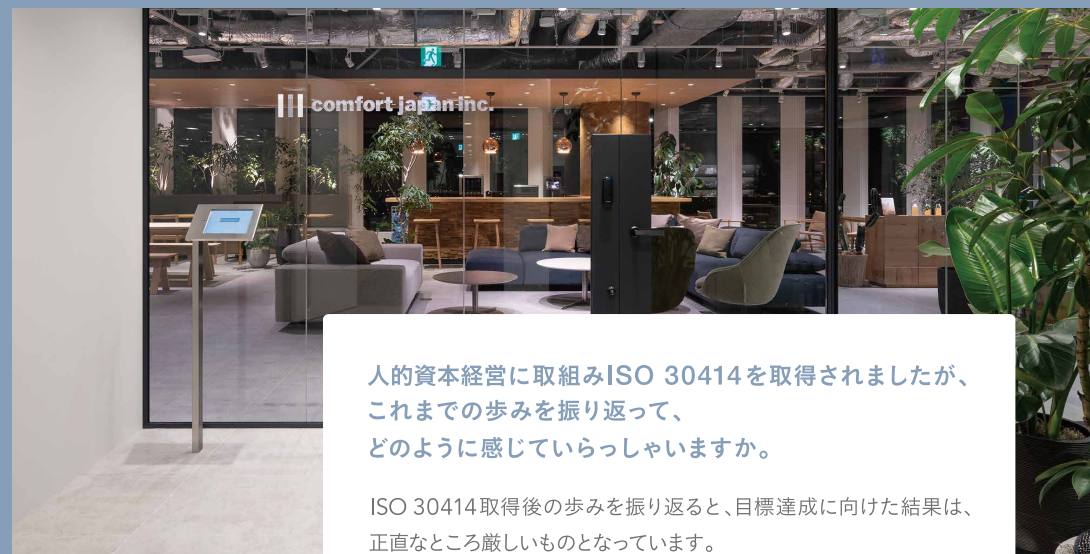 comfort japan inc.
人的資本経営に取組みISO 30414を取得されましたが、
これまでの歩みを振り返って、
どのように感じていらっしゃいますか。
ISO 30414取得後の歩みを振り返ると、目標達成に向けた結果は、
正直なところ厳しいものとなっています。